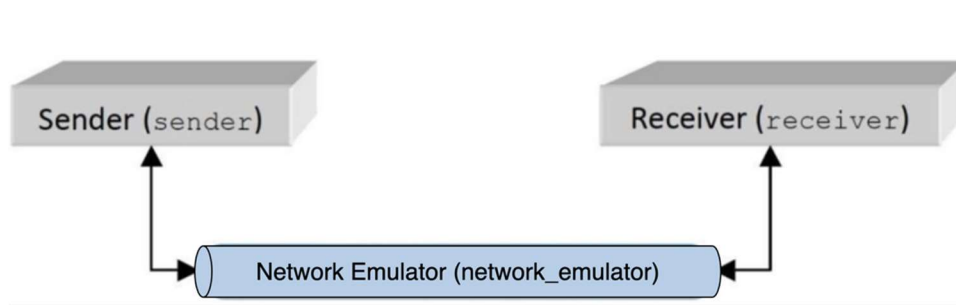 Sender (sender)
Receiver (receiver)
Network Emulator (network_emulator)